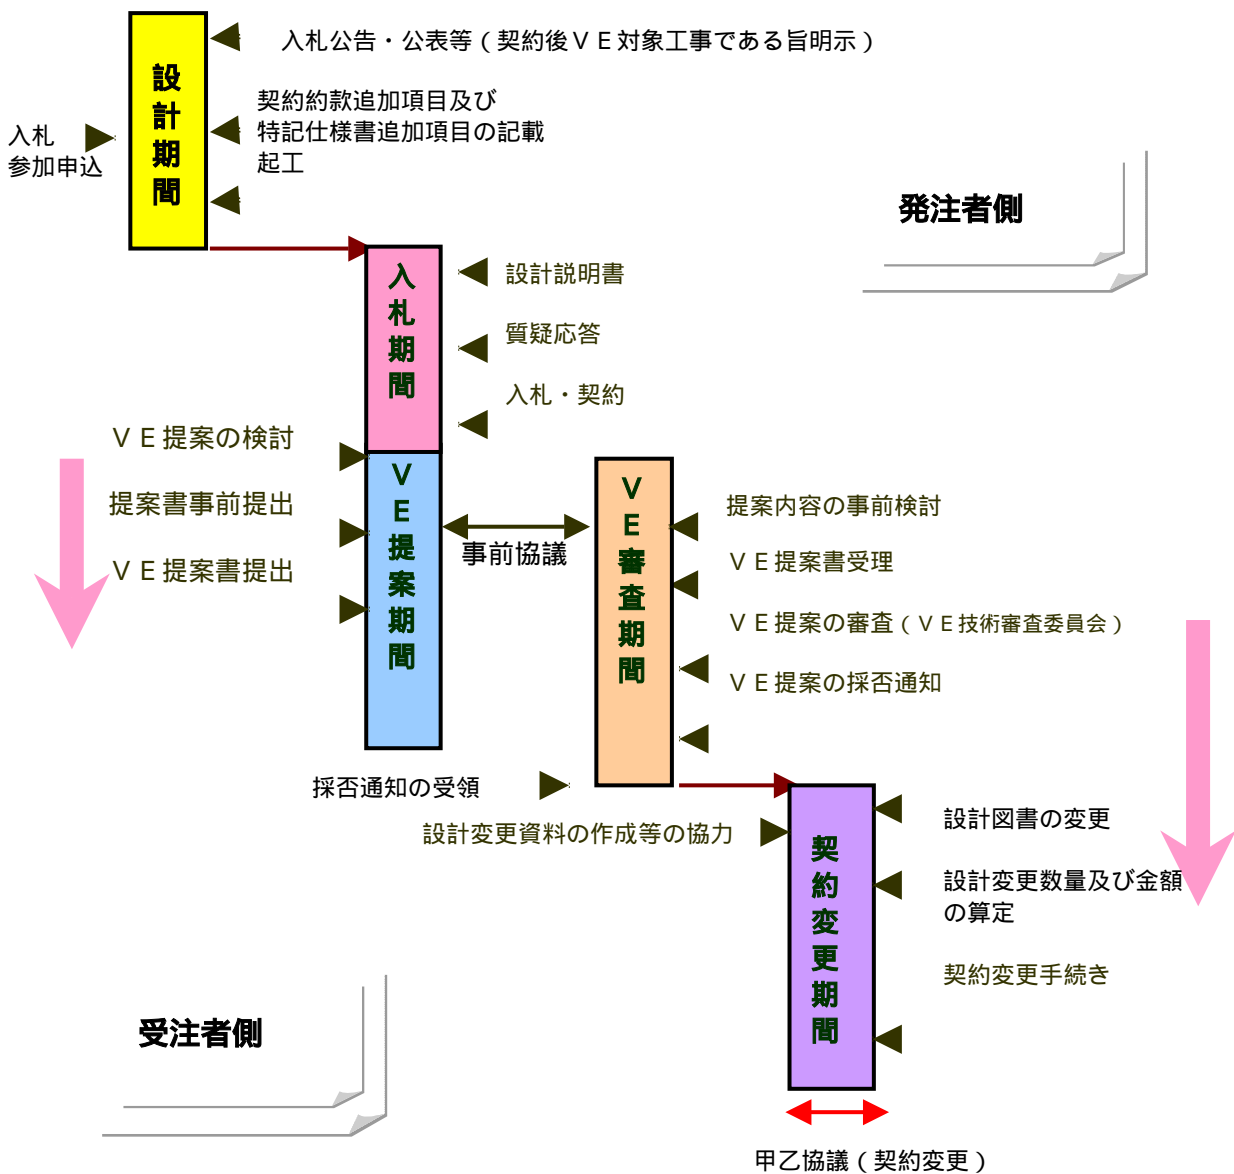 入札公告・公表等（契約後ＶＥ対象工事である旨明示）
設計期間
契約約款追加項目及び
特記仕様書追加項目の記載
起工
入札
参加申込
発注者側
入札期間
設計説明書
質疑応答
入札・契約
ＶＥ提案の検討
提案書事前提出
ＶＥ提案書提出
ＶＥ提案期間
事前協議
ＶＥ審査期間
提案内容の事前検討
ＶＥ提案書受理
ＶＥ提案の審査（ＶＥ技術審査委員会）
ＶＥ提案の採否通知
採否通知の受領
設計変更資料の作成等の協力
契約変更期間
設計図書の変更
設計変更数量及び金額
の算定
契約変更手続き
受注者側
甲乙協議（契約変更）